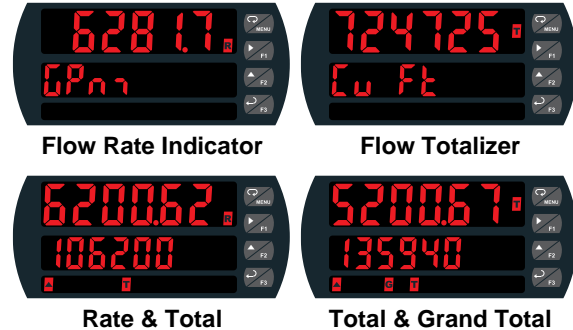 6281.7 R
GPm
MENU
F1
F2
F3
Flow Rate Indicator
724725 T
Cu Ft
MENU
F1
F2
F3
Flow Totalizer
6200.62 R
106200
T
MENU
F1
F2
F3
Rate & Total
5200.67 T
135940
G T
MENU
F1
F2
F3
Total & Grand Total